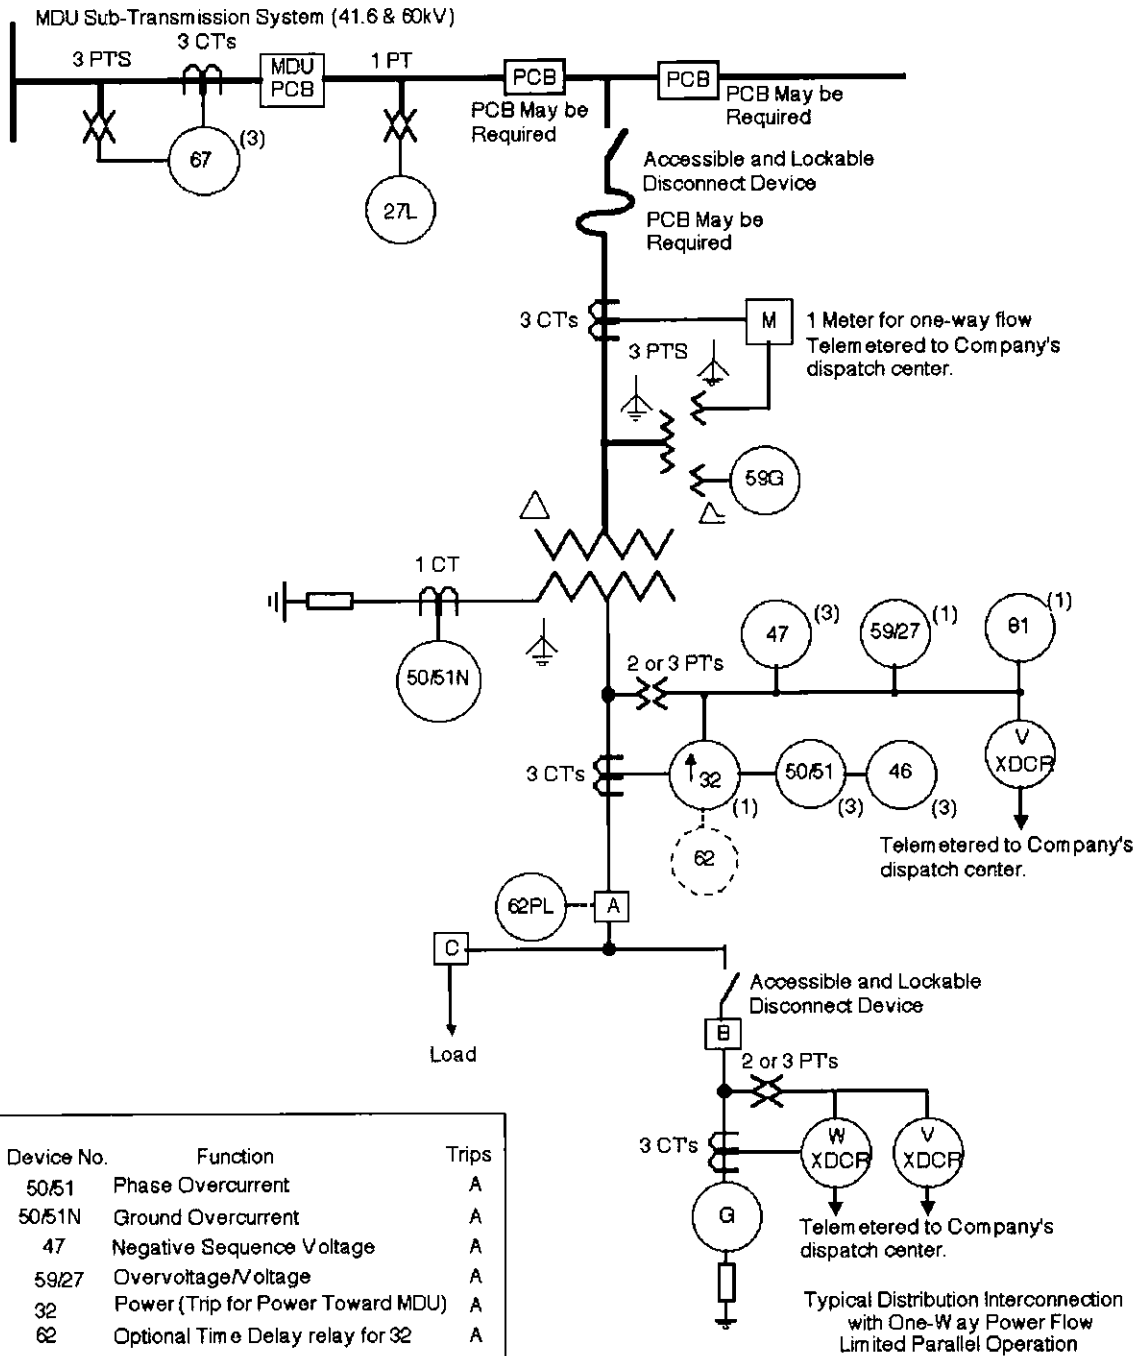 MDU Sub-Transmission System (41.6 & 60kV)
3 CT's
3 PT'S
MDU
PCB
1 PT
PCB
PCB
PCB May be
Required
PCB May be
Required
67
(3)
27L
Accessible and Lockable
Disconnect Device
PCB May be
Required
3 CT's
M
1 Meter for one-way flow
Telemetered to Company's
dispatch center.
3 PT'S
59G
1 CT
50/51N
47
(3)
59/27
(1)
81
(1)
2 or 3 PT's
V
XDCR
3 CT's
32
(1)
50/51
(3)
46
(3)
62
Telemetered to Company's
dispatch center.
62PL
A
C
Load
Accessible and Lockable
Disconnect Device
B
2 or 3 PT's
3 CT's
W
XDCR
V
XDCR
G
Telemetered to Company's
dispatch center.
Device No. Function Trips
50/51 Phase Overcurrent A
50/51N Ground Overcurrent A
47 Negative Sequence Voltage A
59/27 Overvoltage/Voltage A
32 Power (Trip for Power Toward MDU) A
62 Optional Time Delay relay for 32 A
Typical Distribution Interconnection
with One-Way Power Flow
Limited Parallel Operation